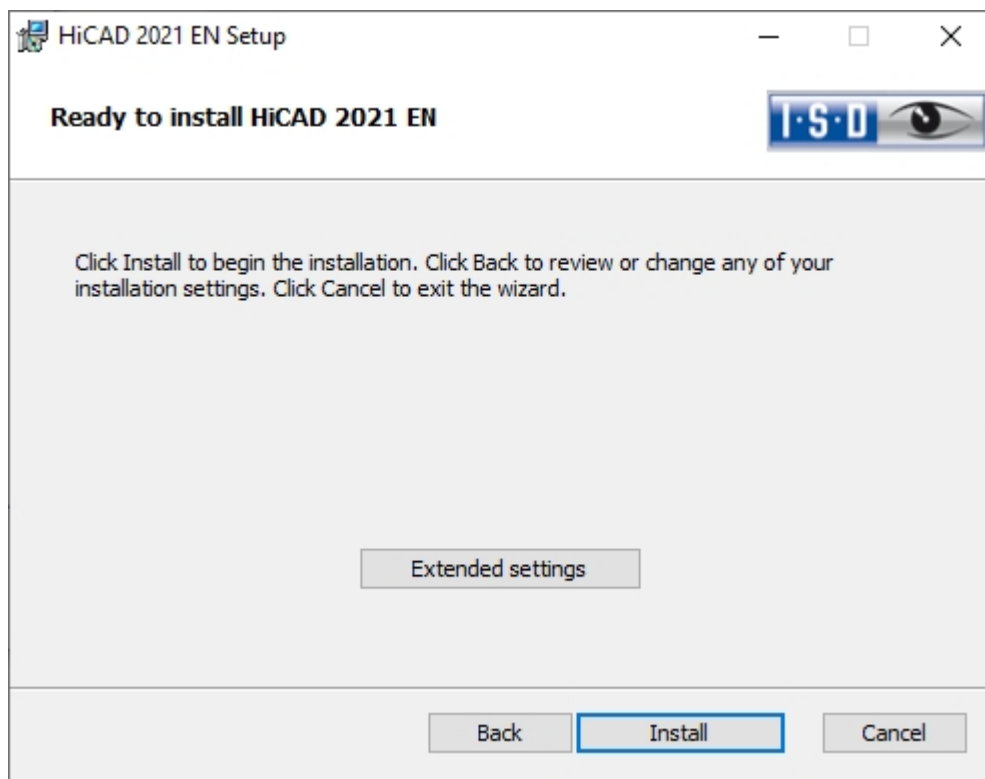 HiCAD 2021 EN Setup
Ready to install HiCAD 2021 EN
I·S·D
Click Install to begin the installation. Click Back to review or change any of your
installation settings. Click Cancel to exit the wizard.
Extended settings
Back Install Cancel